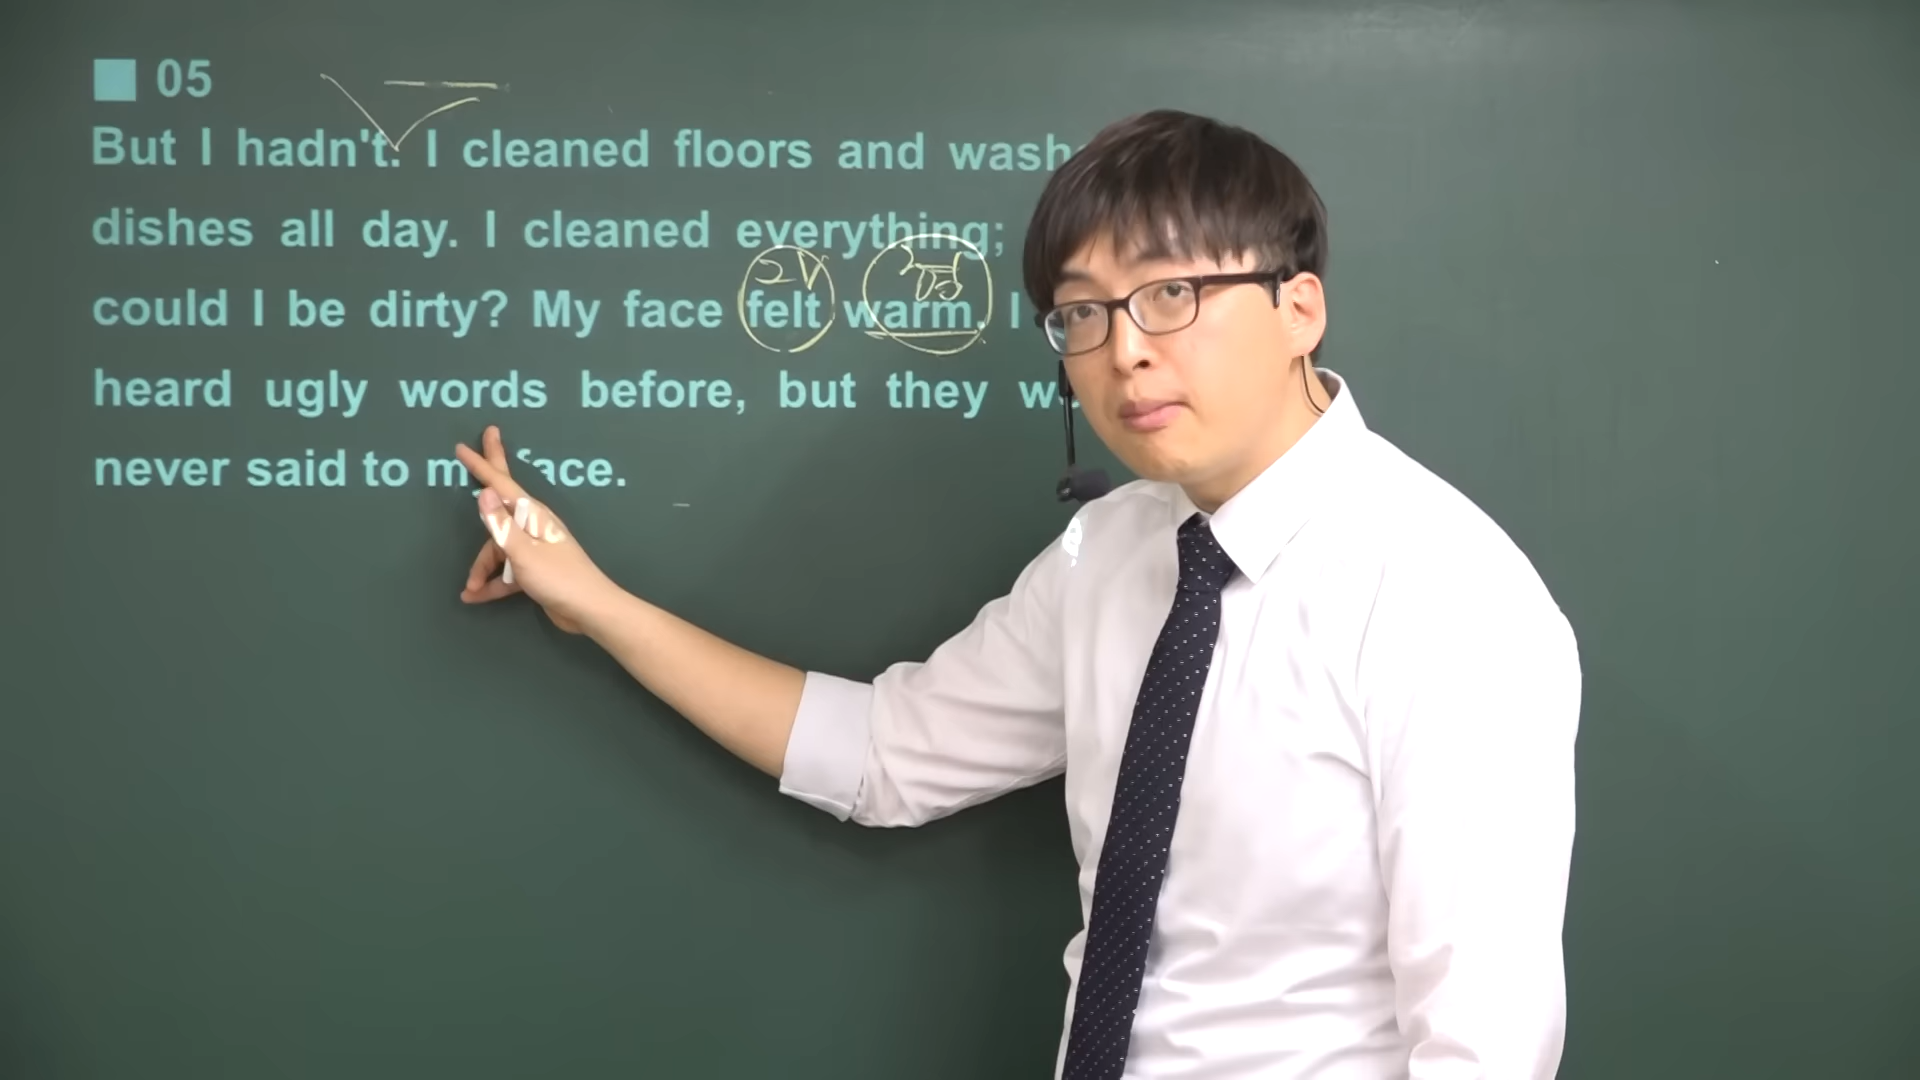 05
But I hadn't. I cleaned floors and wash
dishes all day. I cleaned everything;
2V
could I be dirty? My face felt warm. I
heard ugly words before, but they w
never said to my face.